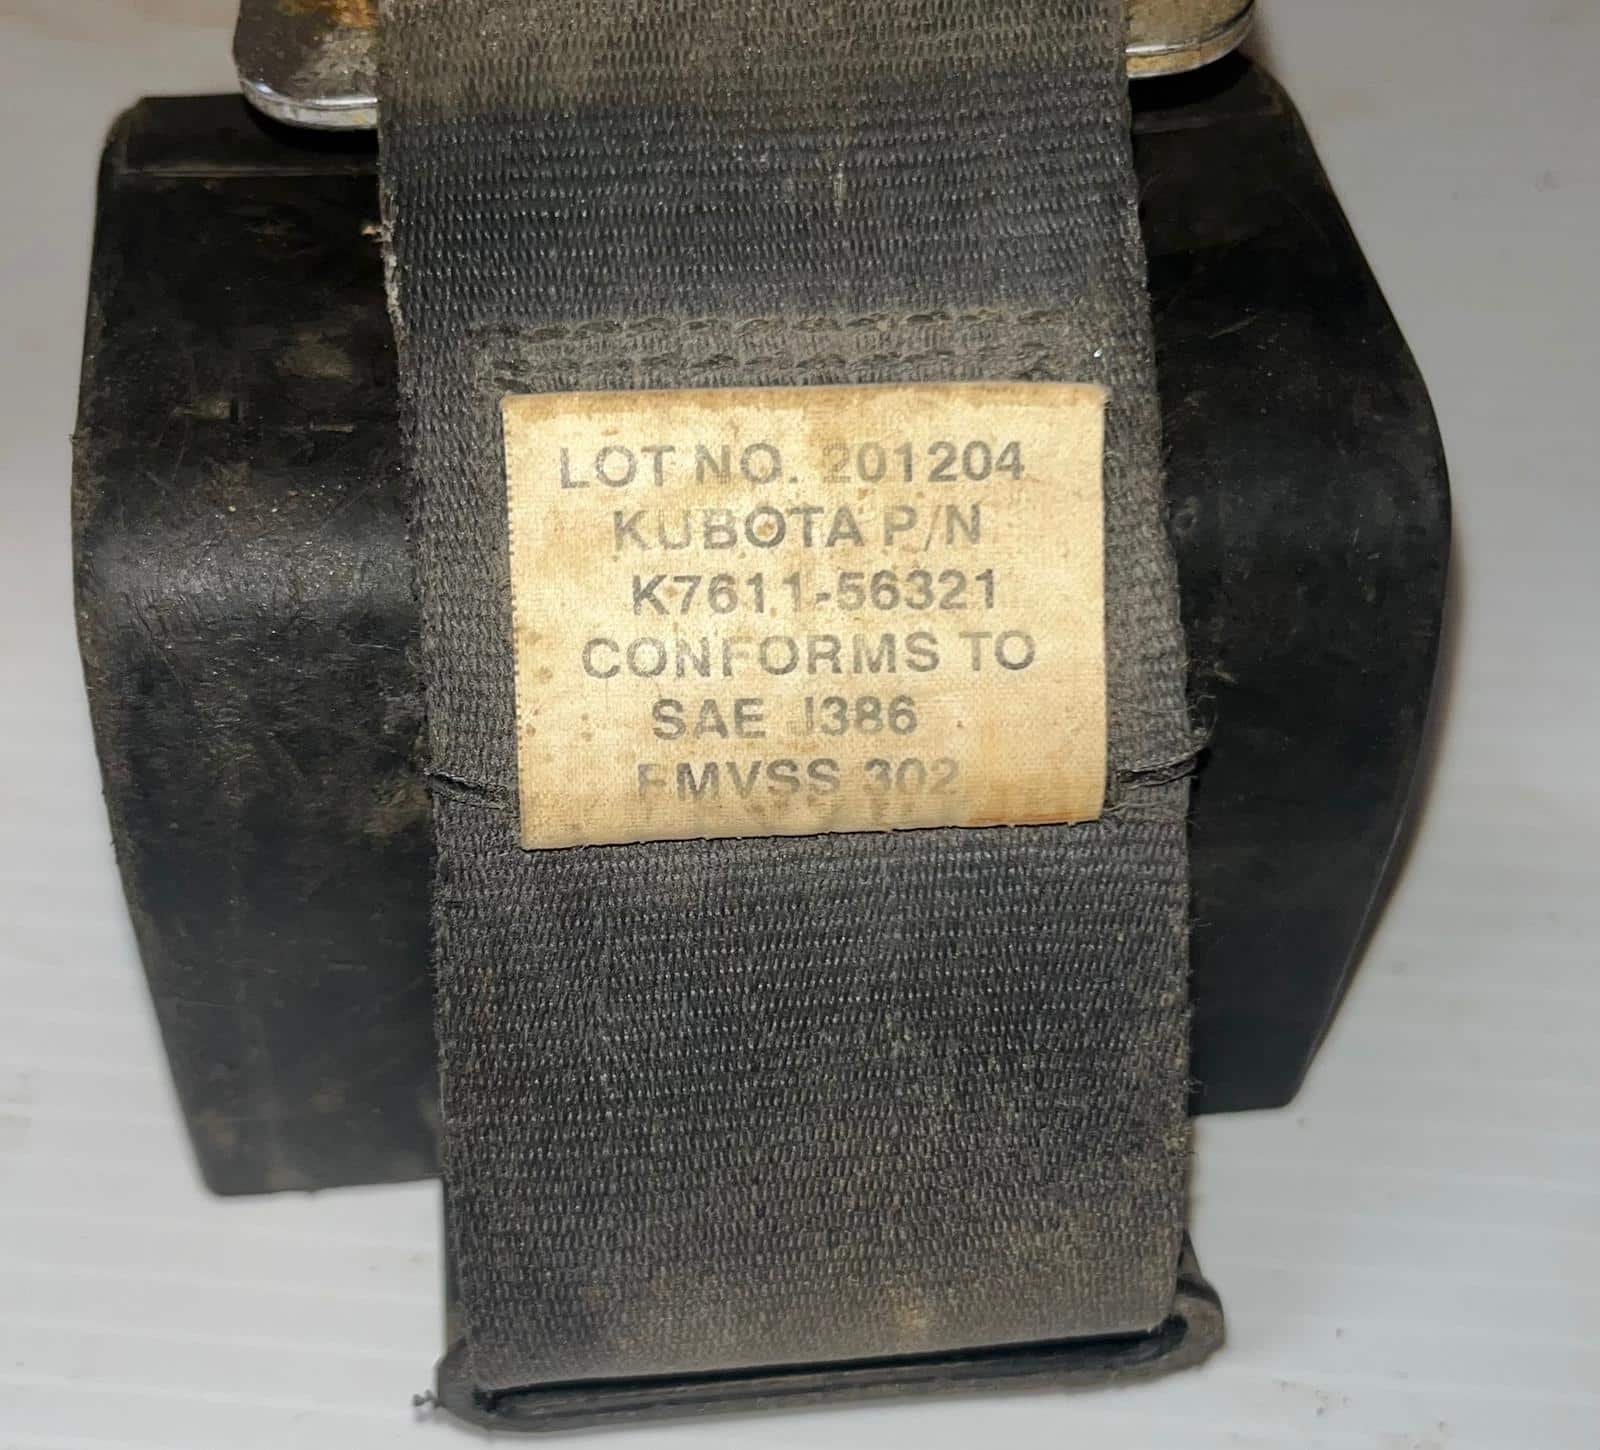 LOT NO. 201204
KUBOTA P/N
K7611-56321
CONFORMS TO
SAE J386
FMVSS 302